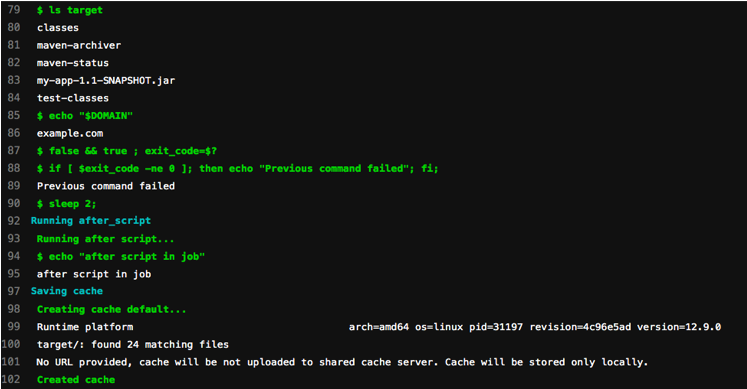 79 $ ls target
80 classes
81 maven-archiver
82 maven-status
83 my-app-1.1-SNAPSHOT.jar
84 test-classes
85 $ echo "$DOMAIN"
86 example.com
87 $ false && true ; exit_code=$?
88 $ if [ $exit_code -ne 0 ]; then echo "Previous command failed"; fi;
89 Previous command failed
90 $ sleep 2;
92 Running after_script
93 Running after script...
94 $ echo "after script in job"
95 after script in job
97 Saving cache
98 Creating cache default...
99 Runtime platform arch=amd64 os=linux pid=31197 revision=4c96e5ad version=12.9.0
100 target/: found 24 matching files
101 No URL provided, cache will be not uploaded to shared cache server. Cache will be stored only locally.
102 Created cache